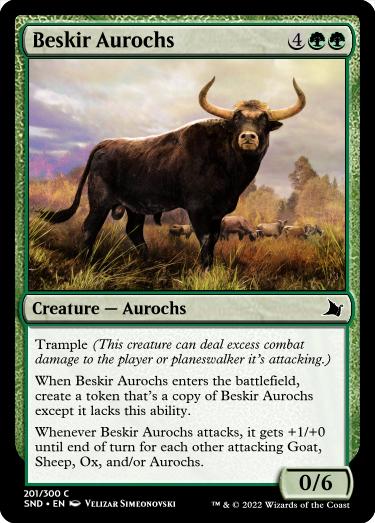 Beskir Aurochs 4
Creature — Aurochs
Trample (This creature can deal excess combat
damage to the player or planeswalker it's attacking.)
When Beskir Aurochs enters the battlefield,
create a token that's a copy of Beskir Aurochs
except it lacks this ability.
Whenever Beskir Aurochs attacks, it gets +1/+0
until end of turn for each other attacking Goat,
Sheep, Ox, and/or Aurochs.
0/6
201/300 C
SND • EN VELIZAR SIMEONOVSKI ™ & © 2022 Wizards of the Coast